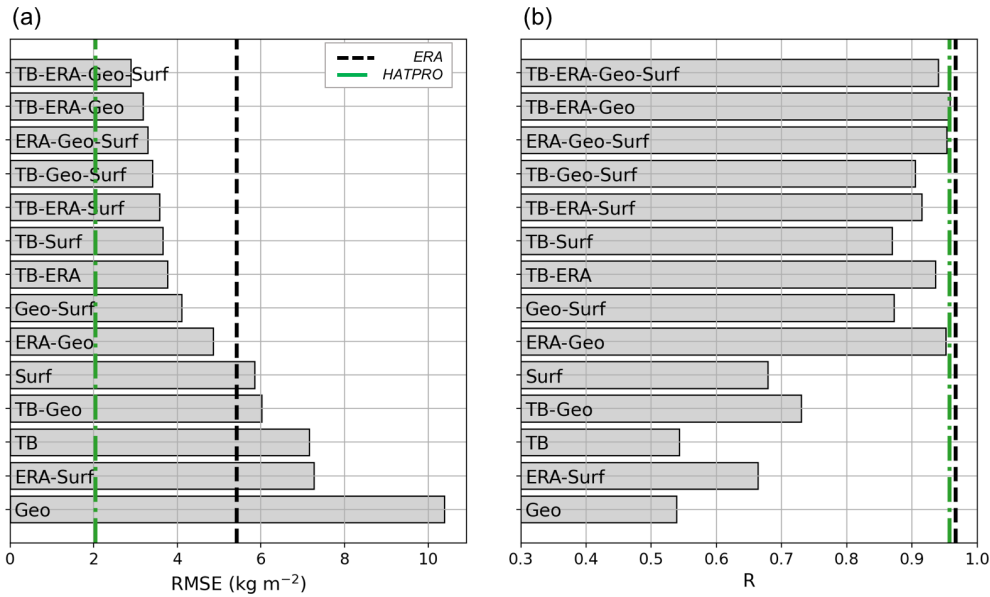 (a)
ERA
HATPRO
TB-ERA-Geo-Surf
TB-ERA-Geo
ERA-Geo-Surf
TB-Geo-Surf
TB-ERA-Surf
TB-Surf
TB-ERA
Geo-Surf
ERA-Geo
Surf
TB-Geo
TB
ERA-Surf
Geo
0 2 4 6 8 10
RMSE (kg m⁻²)
(b)
TB-ERA-Geo-Surf
TB-ERA-Geo
ERA-Geo-Surf
TB-Geo-Surf
TB-ERA-Surf
TB-Surf
TB-ERA
Geo-Surf
ERA-Geo
Surf
TB-Geo
TB
ERA-Surf
Geo
0.3 0.4 0.5 0.6 0.7 0.8 0.9 1.0
R